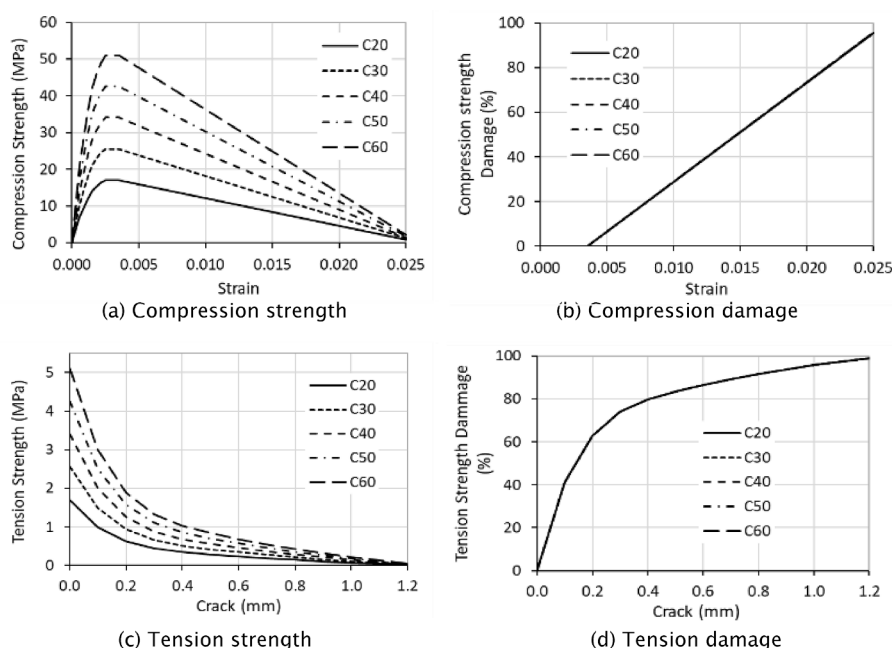 60
50
40
30
20
10
0
Compression Strength (MPa)
C20
C30
C40
C50
C60
0.000 0.005 0.010 0.015 0.020 0.025
Strain
(a) Compression strength
100
80
60
40
20
0
Compression strength
Damage (%)
C20
C30
C40
C50
C60
0.000 0.005 0.010 0.015 0.020 0.025
Strain
(b) Compression damage
5
4
3
2
1
0
Tension Strength (MPa)
C20
C30
C40
C50
C60
0.0 0.2 0.4 0.6 0.8 1.0 1.2
Crack (mm)
(c) Tension strength
100
80
60
40
20
0
Tension Strength Dammage
(%)
C20
C30
C40
C50
C60
0.0 0.2 0.4 0.6 0.8 1.0 1.2
Crack (mm)
(d) Tension damage